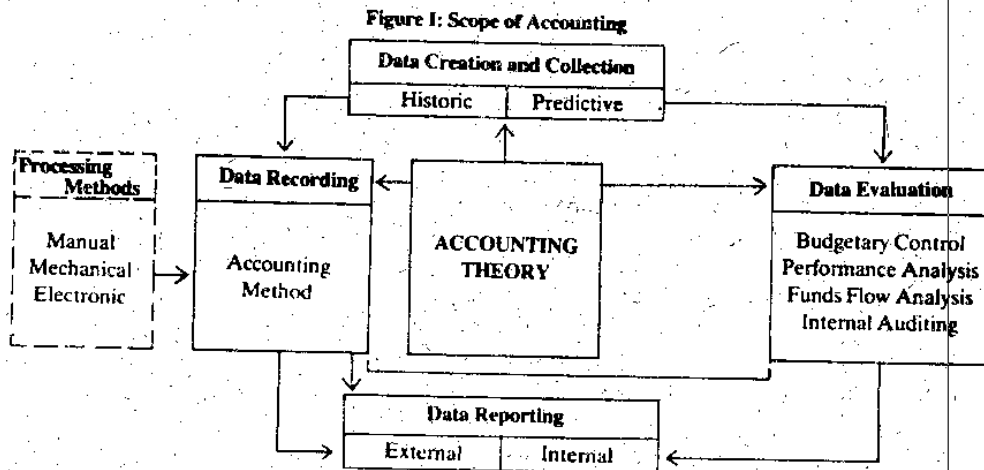 Figure I: Scope of Accounting
Data Creation and Collection
Historic
Predictive
Processing
Methods
Manual
Mechanical
Electronic
Data Recording
Accounting
Method
ACCOUNTING
THEORY
Data Evaluation
Budgetary Control
Performance Analysis
Funds Flow Analysis
Internal Auditing
Data Reporting
External
Internal